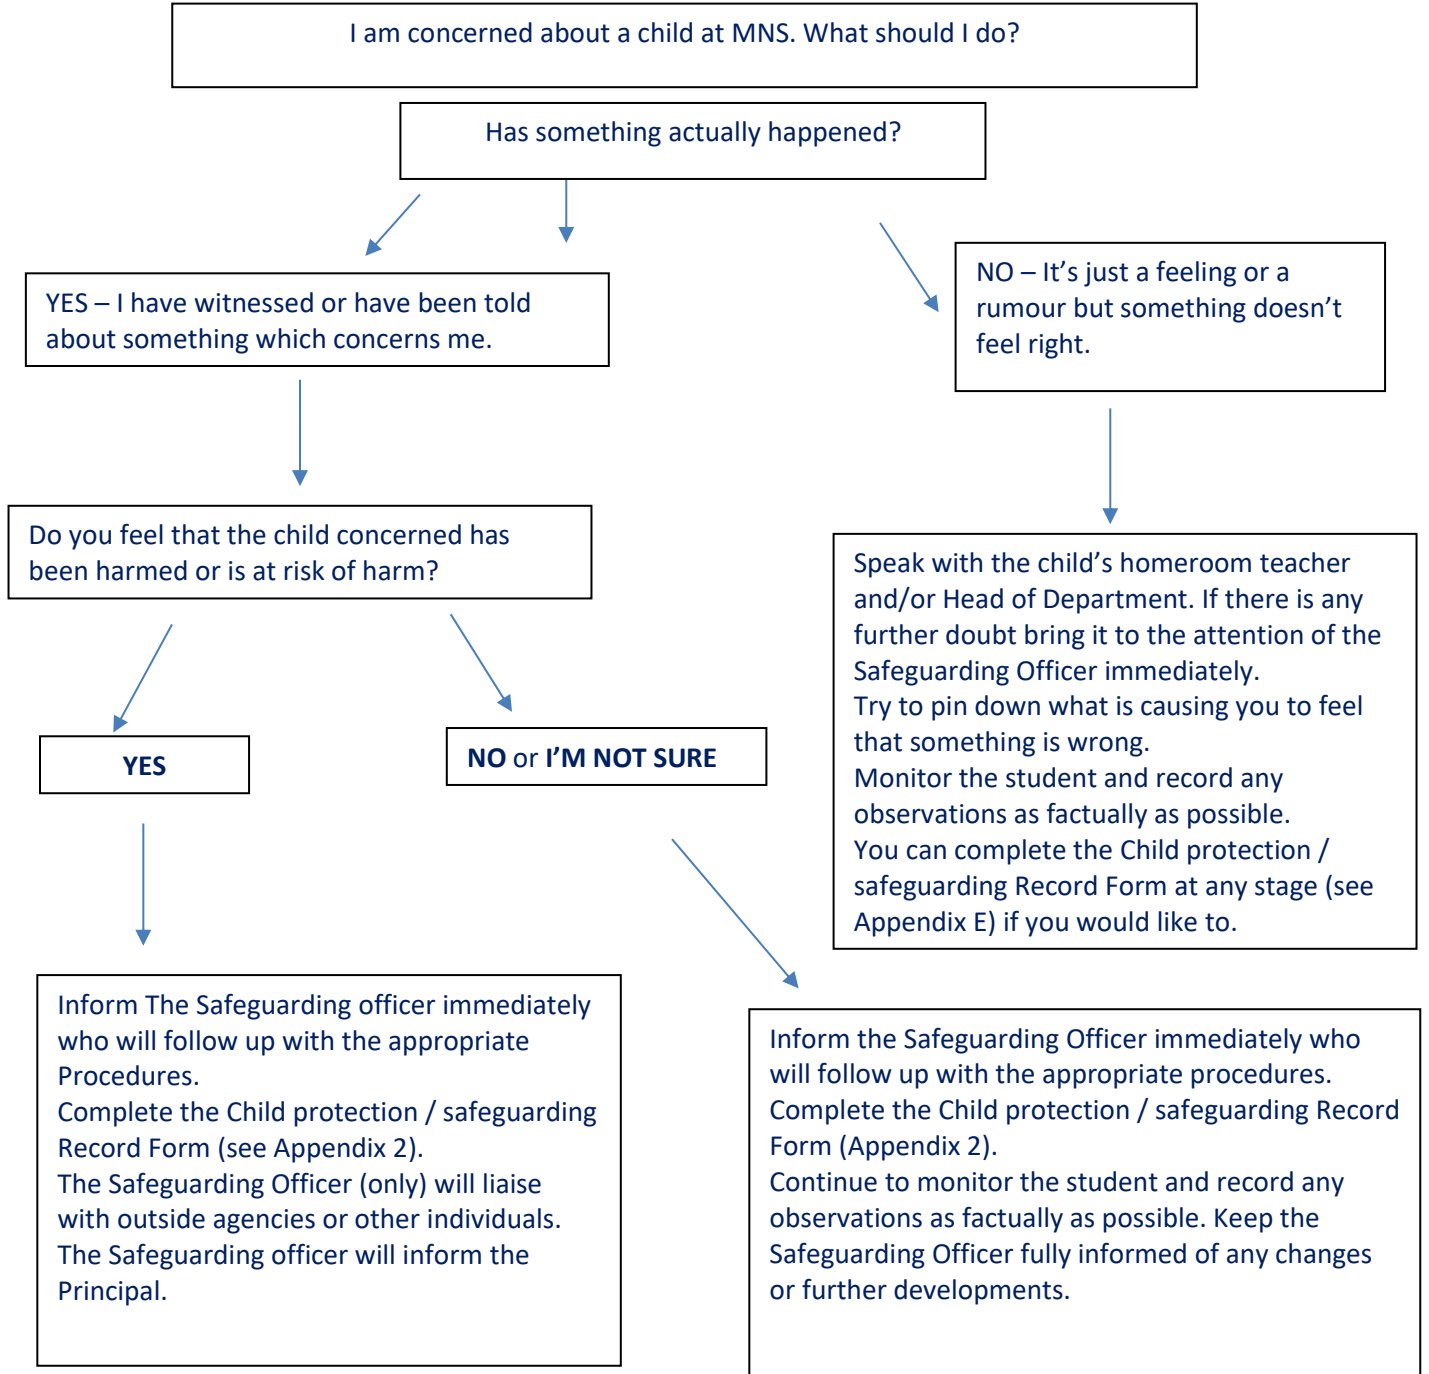 I am concerned about a child at MNS. What should I do?
Has something actually happened?
YES – I have witnessed or have been told
about something which concerns me.
NO – It’s just a feeling or a
rumour but something doesn’t
feel right.
Do you feel that the child concerned has
been harmed or is at risk of harm?
Speak with the child’s homeroom teacher
and/or Head of Department. If there is any
further doubt bring it to the attention of the
Safeguarding Officer immediately.
Try to pin down what is causing you to feel
that something is wrong.
Monitor the student and record any
observations as factually as possible.
You can complete the Child protection /
safeguarding Record Form at any stage (see
Appendix E) if you would like to.
YES
NO or I’M NOT SURE
Inform The Safeguarding officer immediately
who will follow up with the appropriate
Procedures.
Complete the Child protection / safeguarding
Record Form (see Appendix 2).
The Safeguarding Officer (only) will liaise
with outside agencies or other individuals.
The Safeguarding officer will inform the
Principal.
Inform the Safeguarding Officer immediately who
will follow up with the appropriate procedures.
Complete the Child protection / safeguarding Record
Form (Appendix 2).
Continue to monitor the student and record any
observations as factually as possible. Keep the
Safeguarding Officer fully informed of any changes
or further developments.